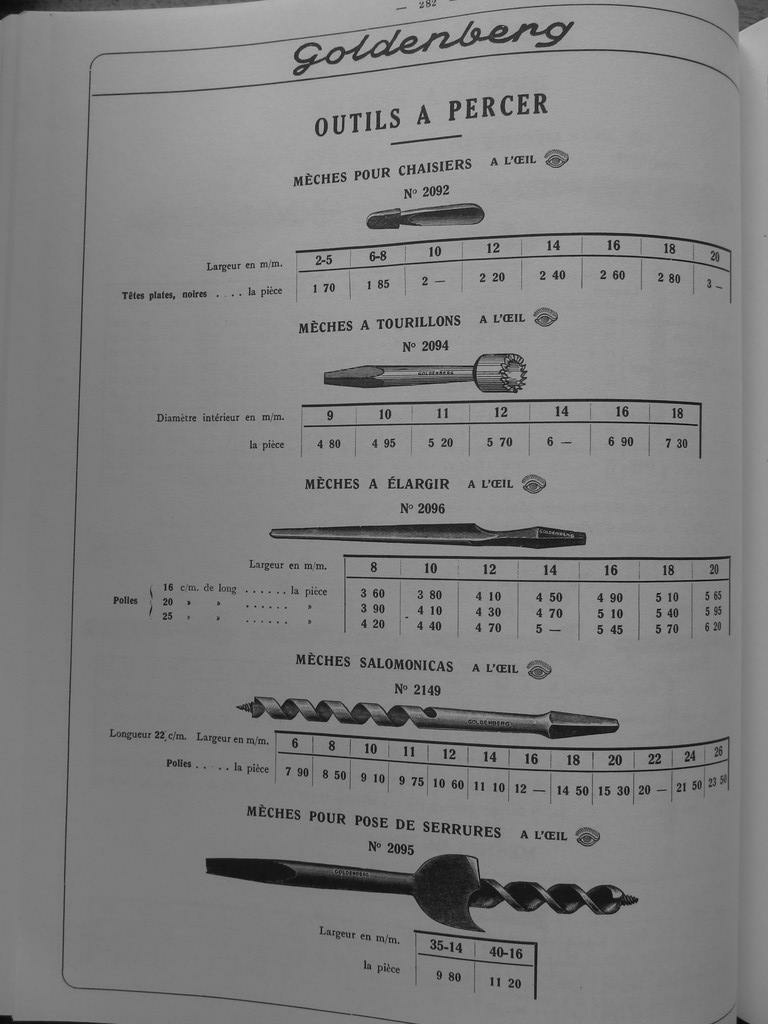 — 282 —
Goldenberg
OUTILS A PERCER
MÈCHES POUR CHAISIERS A L'ŒIL
Nº 2092
Largeur en m/m. 2-5 6-8 10 12 14 16 18 20
Têtes plates, noires . . . . la pièce 1 70 1 85 2 — 2 20 2 40 2 60 2 80 3 —
MÈCHES A TOURILLONS A L'ŒIL
Nº 2094
GOLDENBERG
Diamètre intérieur en m/m. 9 10 11 12 14 16 18
la pièce 4 80 4 95 5 20 5 70 6 — 6 90 7 30
MÈCHES A ÉLARGIR A L'ŒIL
Nº 2096
GOLDENBERG
Largeur en m/m. 8 10 12 14 16 18 20
Polies 16 c/m. de long . . . . . . la pièce 3 60 3 80 4 10 4 50 4 90 5 10 5 65
20 » » . . . . . . » 3 90 4 10 4 30 4 70 5 10 5 40 5 95
25 » » . . . . . . » 4 20 4 40 4 70 5 — 5 45 5 70 6 20
MÈCHES SALOMONICAS A L'ŒIL
Nº 2149
GOLDENBERG
Longueur 22 c/m. Largeur en m/m. 6 8 10 11 12 14 16 18 20 22 24 26
Polies . . . . . la pièce 7 90 8 50 9 10 9 75 10 60 11 10 12 — 14 50 15 30 20 — 21 50 23 50
MÈCHES POUR POSE DE SERRURES A L'ŒIL
Nº 2095
GOLDENBERG
Largeur en m/m. 35-14 40-16
la pièce 9 80 11 20